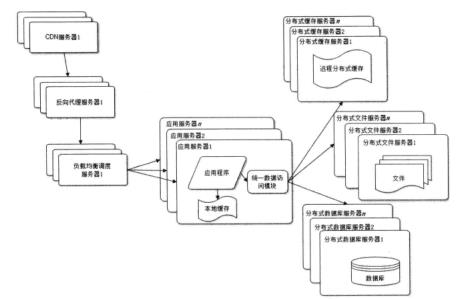 CDN服务器1
反向代理服务器1
负载均衡调度
服务器1
应用服务器n
应用服务器2
应用服务器1
应用程序
本地缓存
统一数据访
问模块
分布式缓存服务器n
分布式缓存服务器2
分布式缓存服务器1
远程分布式缓存
分布式文件服务器n
分布式文件服务器2
分布式文件服务器1
文件
分布式数据库服务器n
分布式数据库服务器2
分布式数据库服务器1
数据库